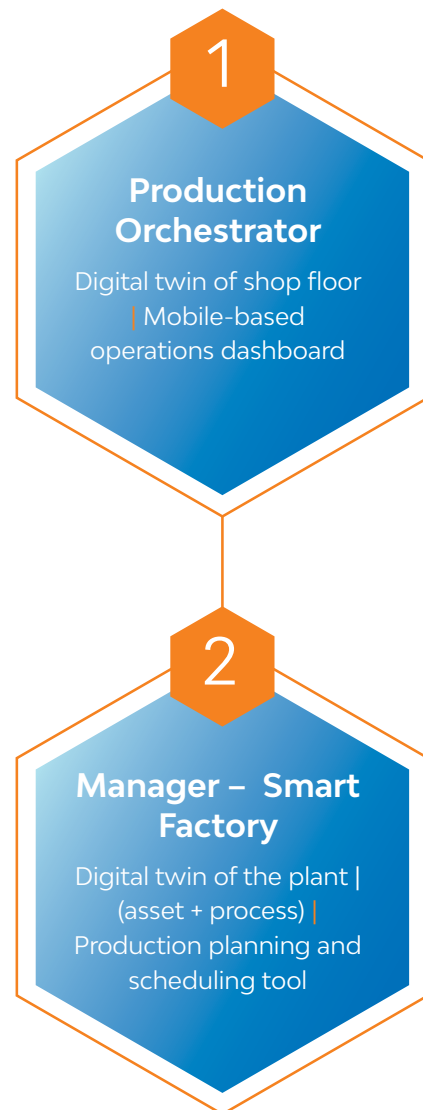 1
Production
Orchestrator
Digital twin of shop floor
| Mobile-based
operations dashboard
2
Manager – Smart
Factory
Digital twin of the plant |
(asset + process) |
Production planning and
scheduling tool